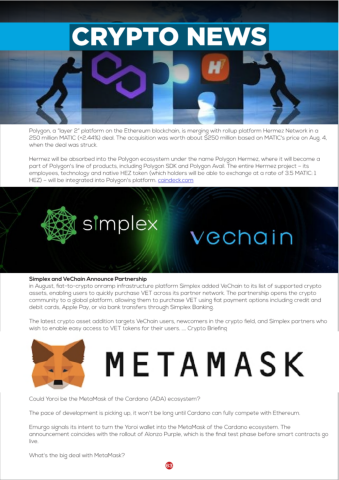 CRYPTO NEWS
Polygon, a "layer 2" platform on the Ethereum blockchain, is merging with rollup platform Hermez Network in a
250 million MATIC (+2.44%) deal. The acquisition was worth about $250 million based on MATIC's price on Aug. 4,
when the deal was struck.
Hermez will be absorbed into the Polygon ecosystem under the name Polygon Hermez, where it will become a
part of Polygon's line of products, including Polygon SDK and Polygon Avail. The entire Hermez project – its
employees, technology and native HEZ token (which holders will be able to exchange at a rate of 3.5 MATIC: 1
HEZ) – will be integrated into Polygon's platform. coindesk.com
s!mplex
vechain
Simplex and VeChain Announce Partnership
in August, fiat-to-crypto onramp infrastructure platform Simplex added VeChain to its list of supported crypto
assets, enabling users to quickly purchase VET across its partner network. The partnership opens the crypto
community to a global platform, allowing them to purchase VET using fiat payment options including credit and
debit cards, Apple Pay, or via bank transfers through Simplex Banking.
The latest crypto asset addition targets VeChain users, newcomers in the crypto field, and Simplex partners who
wish to enable easy access to VET tokens for their users. ... Crypto Briefing
METAMASK
Could Yoroi be the MetaMask of the Cardano (ADA) ecosystem?
The pace of development is picking up, it won't be long until Cardano can fully compete with Ethereum.
Emurgo signals its intent to turn the Yoroi wallet into the MetaMask of the Cardano ecosystem. The
announcement coincides with the rollout of Alonzo Purple, which is the final test phase before smart contracts go
live.
What's the big deal with MetaMask?